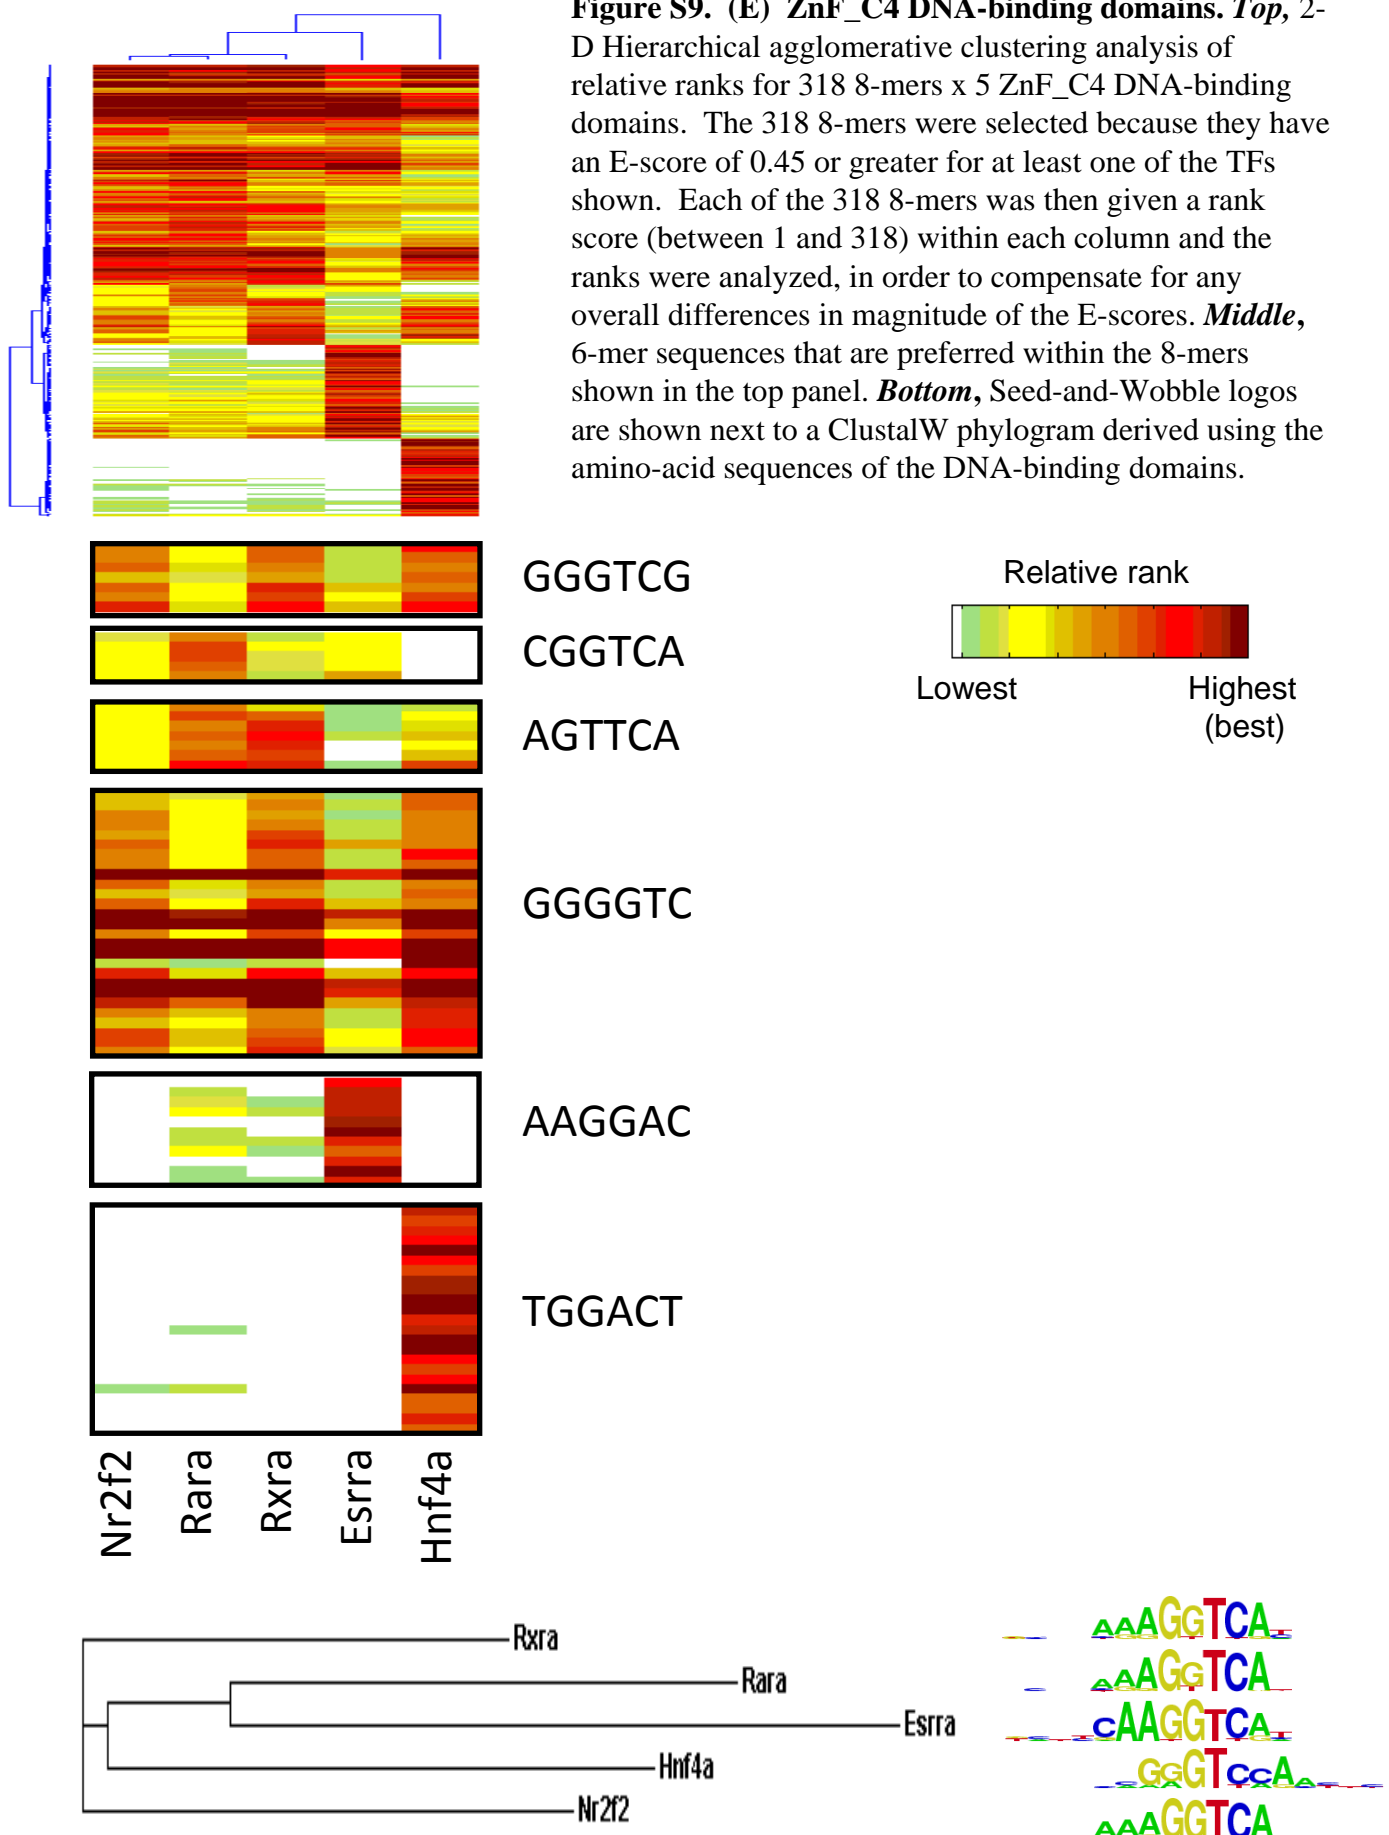 Figure S9. (E) ZnF_C4 DNA-binding domains. Top, 2-
D Hierarchical agglomerative clustering analysis of
relative ranks for 318 8-mers x 5 ZnF_C4 DNA-binding
domains. The 318 8-mers were selected because they have
an E-score of 0.45 or greater for at least one of the TFs
shown. Each of the 318 8-mers was then given a rank
score (between 1 and 318) within each column and the
ranks were analyzed, in order to compensate for any
overall differences in magnitude of the E-scores. Middle,
6-mer sequences that are preferred within the 8-mers
shown in the top panel. Bottom, Seed-and-Wobble logos
are shown next to a ClustalW phylogram derived using the
amino-acid sequences of the DNA-binding domains.
GGGTCG
CGGTCA
AGTTCA
GGGGTC
AAGGAC
TGGACT
Relative rank
Lowest
Highest
(best)
Nr2f2
Rara
Rxra
Esrra
Hnf4a
Rxra
AAAGGTCA
Rara
AAAGGTCA
Esrra
CAAGGTCA
Hnf4a
GGGTCCA
Nr2f2
AAAGGTCA